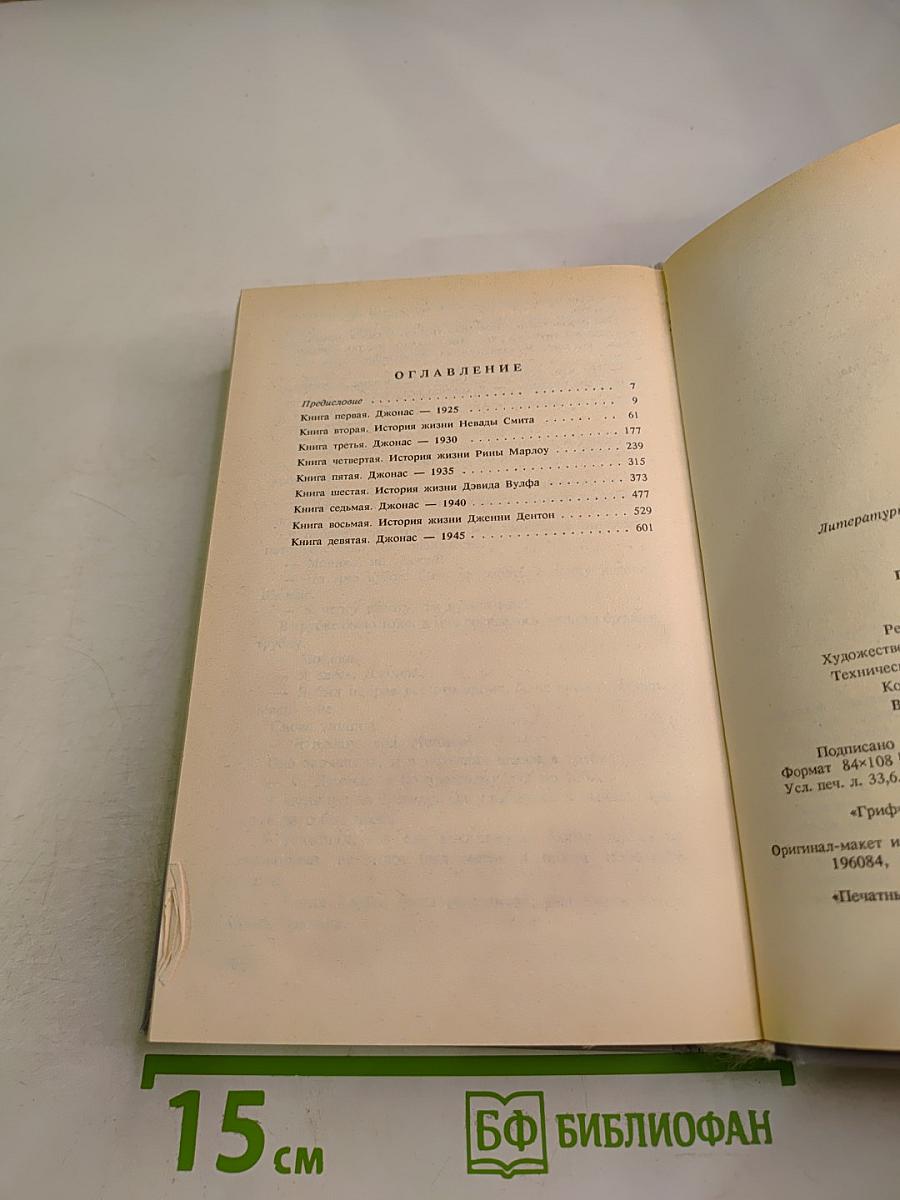 ОГЛАВЛЕНИЕ
Предисловие . . . . . . . . . . . . . . . . . . . . . . . . . . . . 7
Книга первая. Джонас — 1925 . . . . . . . . . . . . . . . . . . 9
Книга вторая. История жизни Невады Смита . . . . . . . . 61
Книга третья. Джонас — 1930 . . . . . . . . . . . . . . . . . 177
Книга четвертая. История жизни Рины Марлоу . . . . . . . . 239
Книга пятая. Джонас — 1935 . . . . . . . . . . . . . . . . . . 315
Книга шестая. История жизни Дэвида Вулфа . . . . . . . . . 373
Книга седьмая. Джонас — 1940 . . . . . . . . . . . . . . . . . 477
Книга восьмая. История жизни Дженни Дентон . . . . . . . . 529
Книга девятая. Джонас — 1945 . . . . . . . . . . . . . . . . . 601
Литературн
Ре
Художестве
Техничес
Ко
В
Подписано
Формат 84×108
Усл. печ. л. 33,6.
«Гриф
Оригинал-макет и
196084,
«Печатны
15 см
БФ БИБЛИОФАН